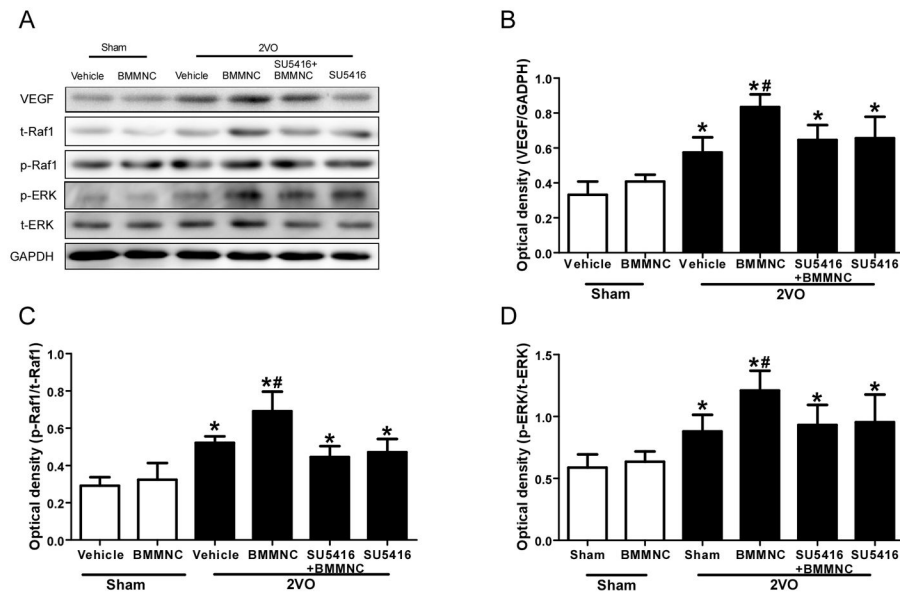 A
Sham
2VO
Vehicle BMMNC Vehicle BMMNC SU5416+ BMMNC SU5416
VEGF
t-Raf1
p-Raf1
p-ERK
t-ERK
GAPDH
B
Optical density (VEGF/GADPH)
1.0
0.8
0.6
0.4
0.2
0.0
*
*#
*
*
Vehicle BMMNC Vehicle BMMNC SU5416 +BMMNC SU5416
Sham
2VO
C
Optical density (p-Raf1/t-Raf1)
1.0
0.8
0.6
0.4
0.2
0.0
*
*#
*
*
Vehicle BMMNC Vehicle BMMNC SU5416 +BMMNC SU5416
Sham
2VO
D
Optical density (p-ERK/t-ERK)
1.5
1.0
0.5
0.0
*
*#
*
*
Sham BMMNC Sham BMMNC SU5416 +BMMNC SU5416
Sham
2VO